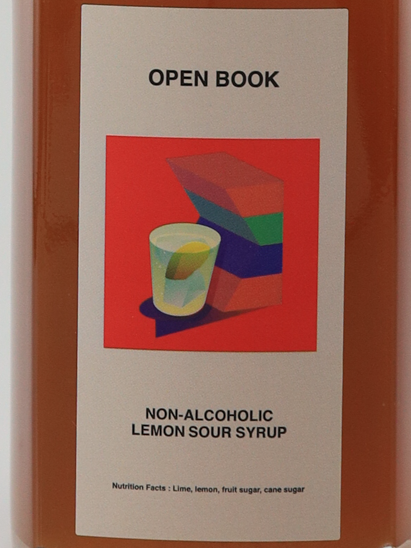 OPEN BOOK
NON-ALCOHOLIC
LEMON SOUR SYRUP
Nutrition Facts : Lime, lemon, fruit sugar, cane sugar